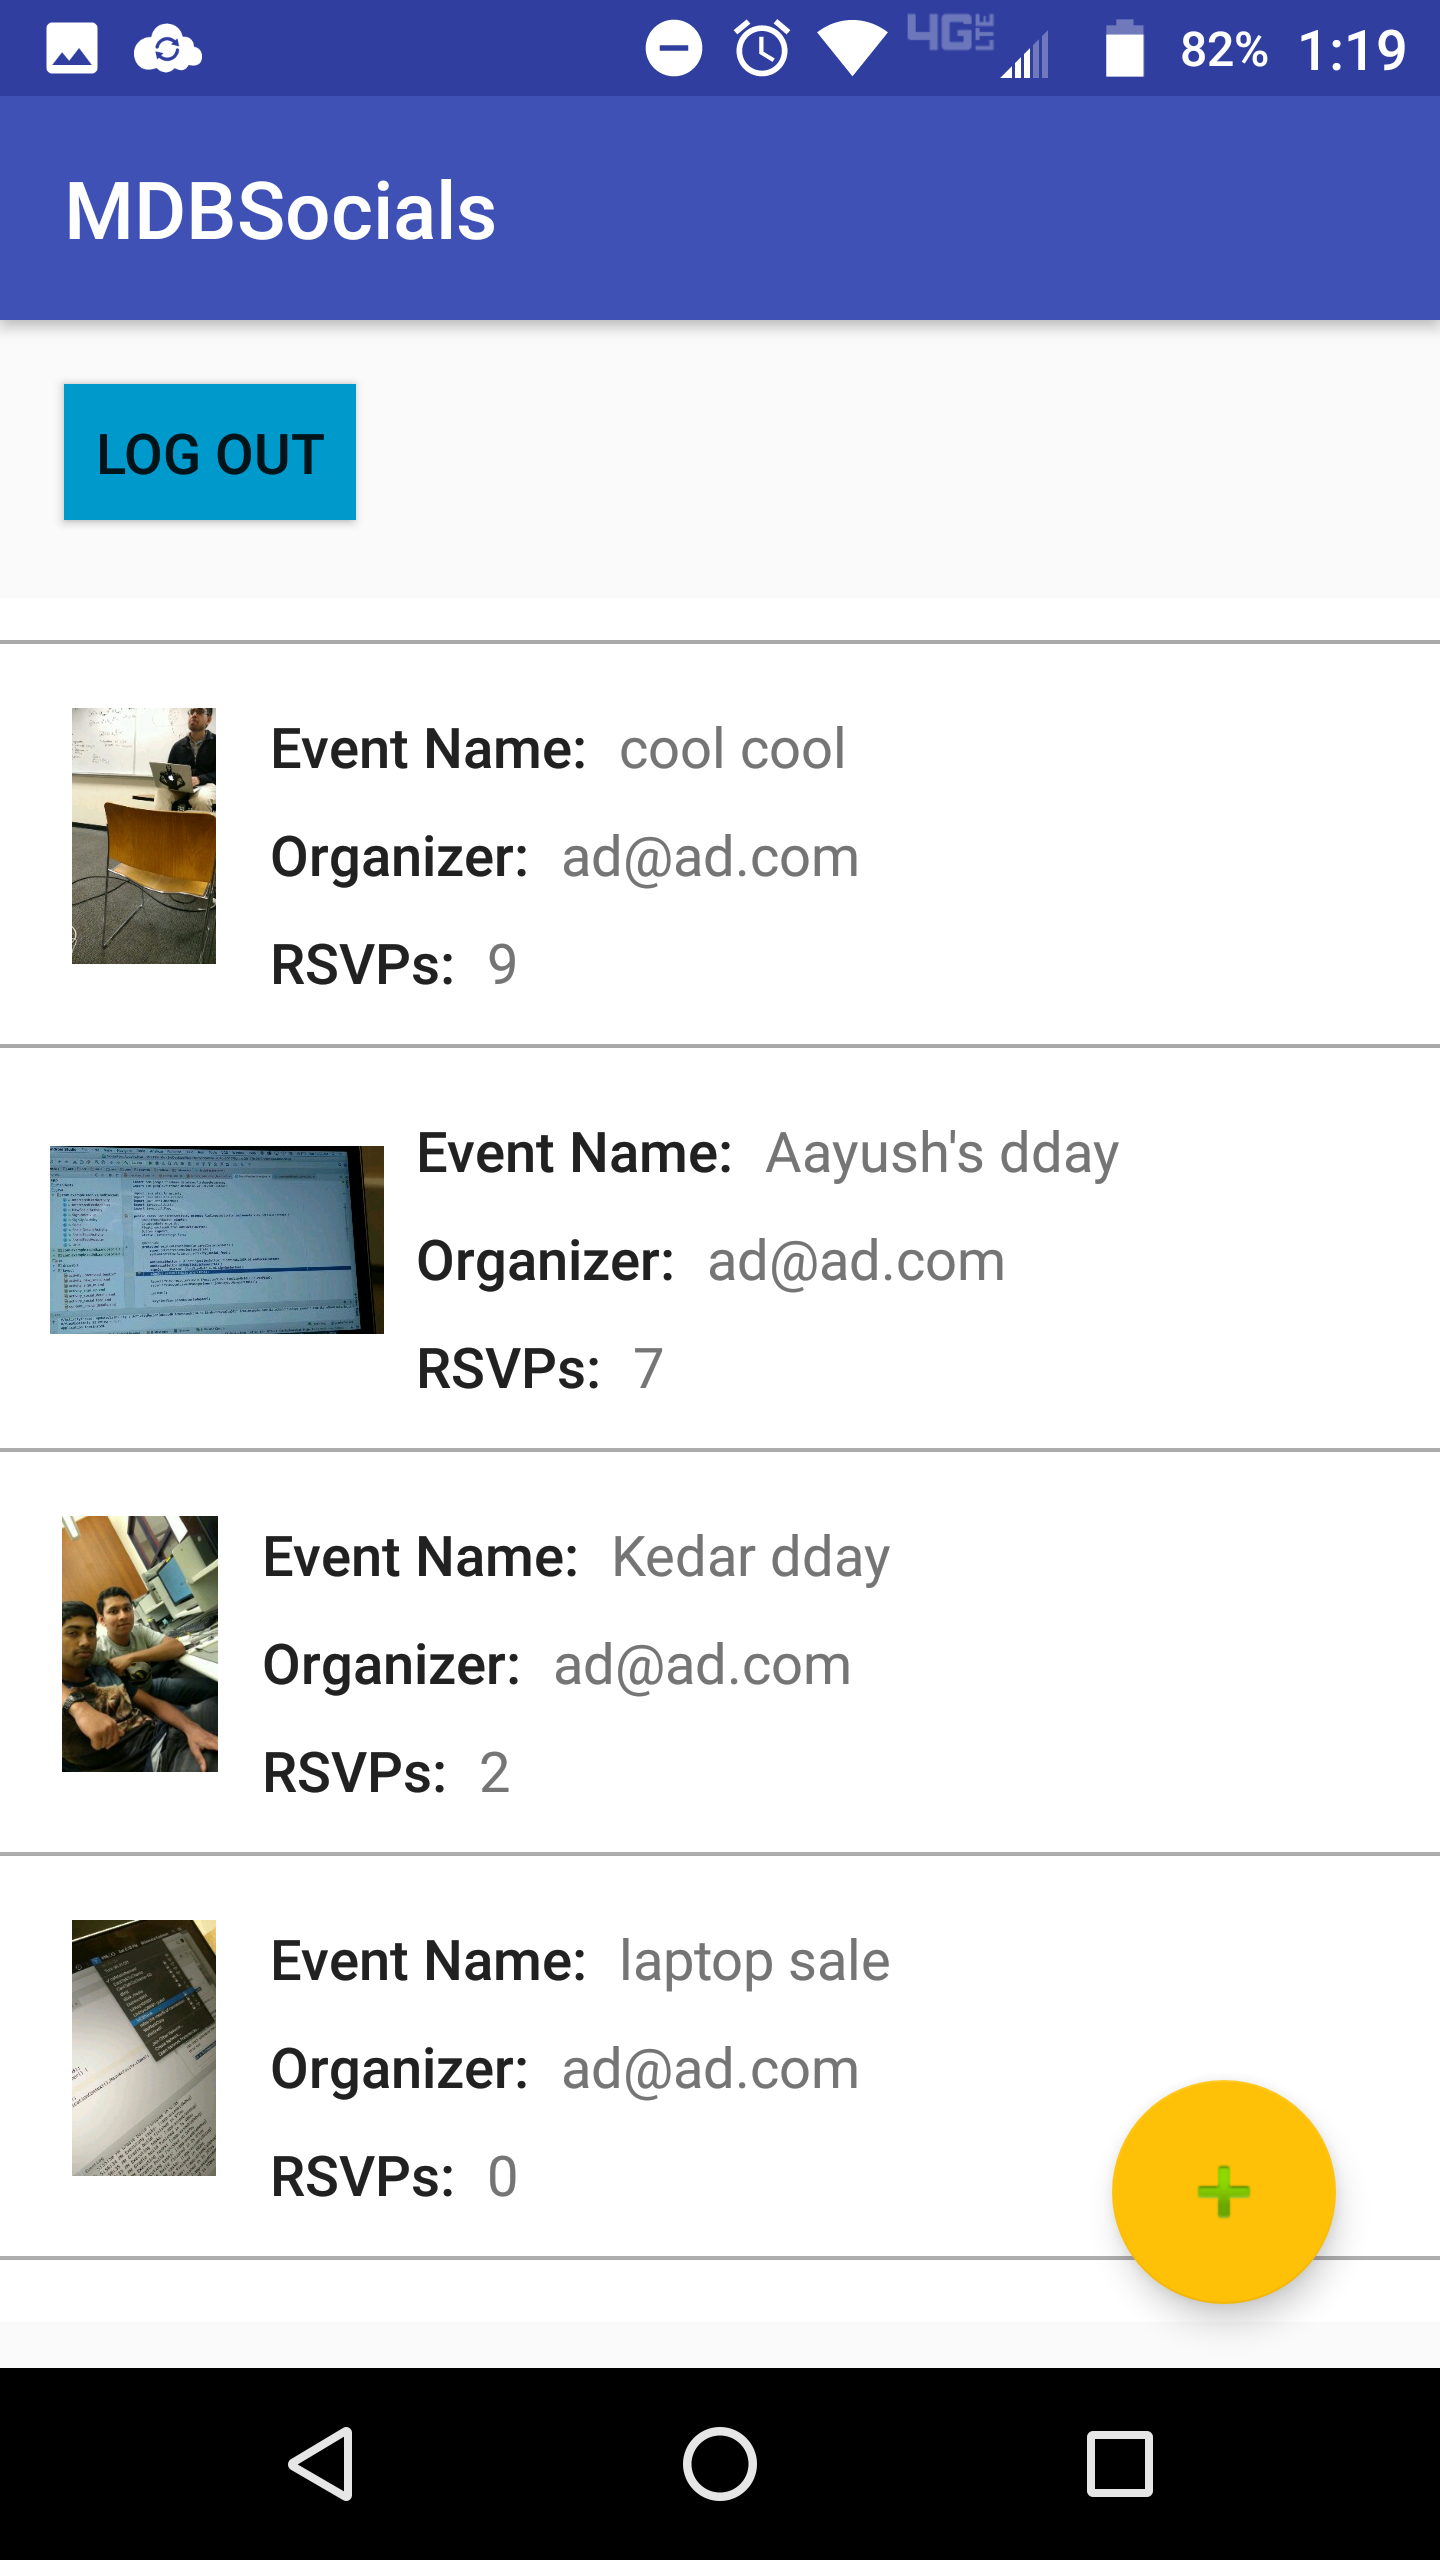 4G LTE 82% 1:19
MDBSocials
LOG OUT
Event Name: cool cool
Organizer: ad@ad.com
RSVPs: 9
Event Name: Aayush's dday
Organizer: ad@ad.com
RSVPs: 7
Event Name: Kedar dday
Organizer: ad@ad.com
RSVPs: 2
Event Name: laptop sale
Organizer: ad@ad.com
RSVPs: 0